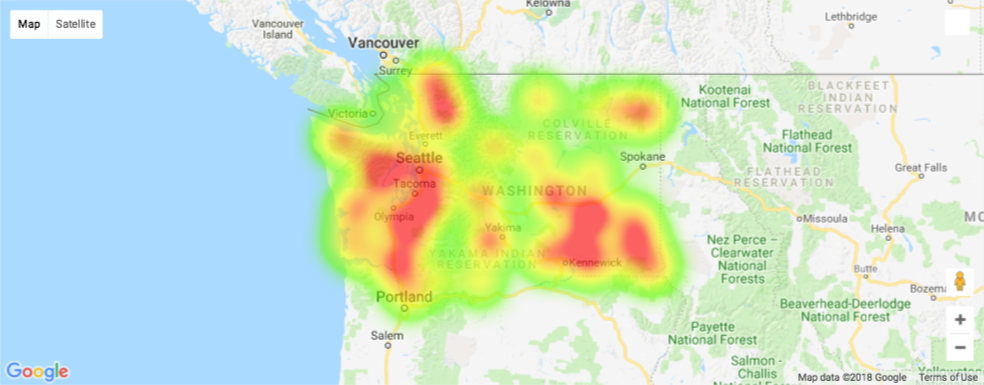 Map
Satellite
Kelowna
Lethbridge
Vancouver
Island
Vancouver
Surrey
Kootenai
National Forest
BLACKFEET
INDIAN
RESERVATION
Victoria
COLVILLE
RESERVATION
Everett
Flathead
National Forest
Seattle
Spokane
Great Falls
FLATHEAD
RESERVATION
Tacoma
WASHINGTON
Olympia
Missoula
MO
Helena
Yakima
YAKAMA INDIAN
RESERVATION
Nez Perce –
Clearwater
National
Forests
Kennewick
Butte
Bozem
Portland
Beaverhead-Deerlodge
National Forest
Salem
Payette
National Forest
Salmon -
Challis
National Forest
Yellowston
Google
Map data ©2018 Google
Terms of Use